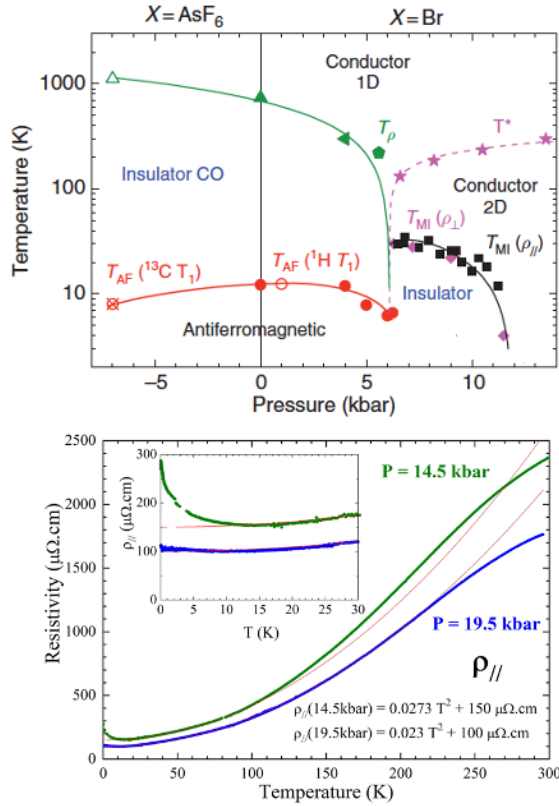 X = AsF6
X = Br
Conductor
1D
Tρ
T*
Insulator CO
Conductor
2D
TMI (ρ⊥)
TMI (ρ//)
TAF (13C T1)
TAF (1H T1)
Insulator
Antiferromagnetic
Temperature (K)
1000
100
10
−5
0
5
10
Pressure (kbar)
2500
2000
1500
1000
500
0
Resistivity (μΩ.cm)
300
200
100
0
ρ// (μΩ.cm)
0
5
10
15
20
25
30
T (K)
P = 14.5 kbar
P = 19.5 kbar
ρ//
ρ//(14.5kbar) = 0.0273 T2 + 150 μΩ.cm
ρ//(19.5kbar) = 0.023 T2 + 100 μΩ.cm
0
50
100
150
200
250
300
Temperature (K)